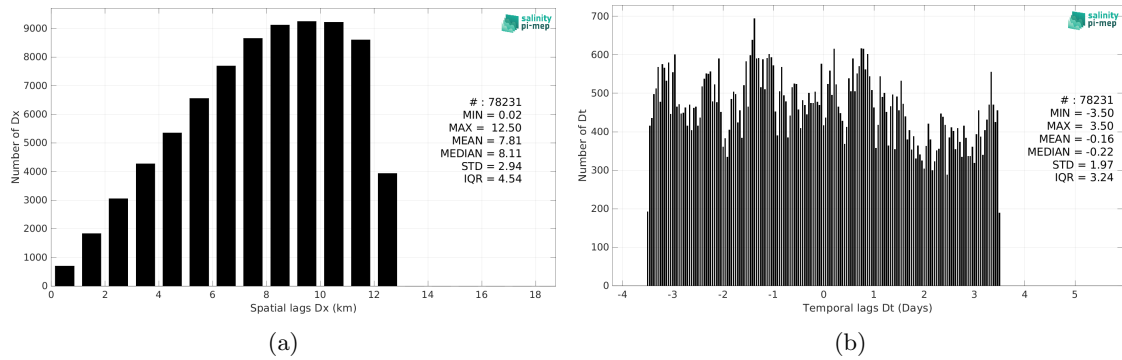 9000
8000
7000
6000
5000
4000
3000
2000
1000
0
Number of Dx
0 2 4 6 8 10 12 14 16 18
Spatial lags Dx (km)
salinity
pi-mep
# : 78231
MIN = 0.02
MAX = 12.50
MEAN = 7.81
MEDIAN = 8.11
STD = 2.94
IQR = 4.54
(a)
700
600
500
400
300
200
100
0
Number of Dt
-4 -3 -2 -1 0 1 2 3 4 5
Temporal lags Dt (Days)
salinity
pi-mep
# : 78231
MIN = -3.50
MAX = 3.50
MEAN = -0.16
MEDIAN = -0.22
STD = 1.97
IQR = 3.24
(b)